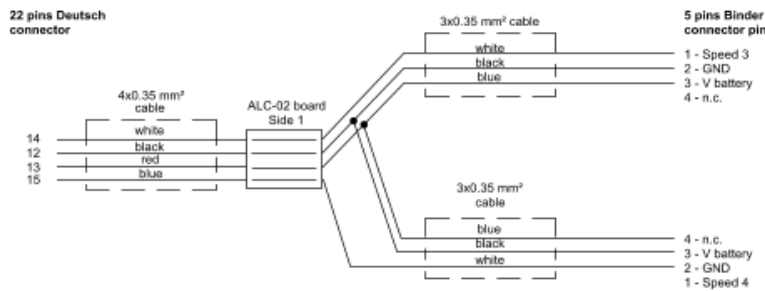 22 pins Deutsch
connector
4x0.35 mm²
cable
white
black
red
blue
14
12
13
15
ALC-02 board
Side 1
3x0.35 mm² cable
white
black
blue
5 pins Binder
connector pin
1 - Speed 3
2 - GND
3 - V battery
4 - n.c.
3x0.35 mm²
cable
blue
black
white
4 - n.c.
3 - V battery
2 - GND
1 - Speed 4